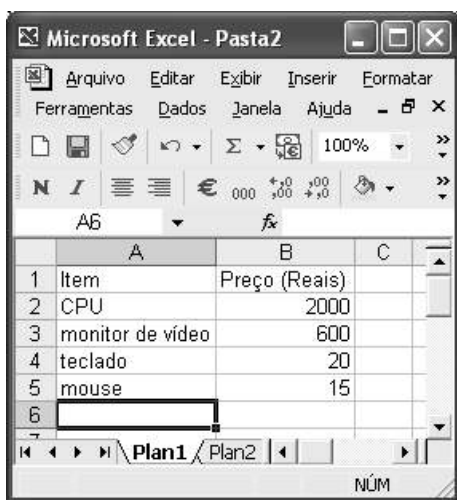 Microsoft Excel - Pasta2
Arquivo Editar Exibir Inserir Formatar
Ferramentas Dados Janela Ajuda
Σ 100% »
N I € 000 ,00 ,00 »
A6 fx
A B C
1 Item Preço (Reais)
2 CPU 2000
3 monitor de vídeo 600
4 teclado 20
5 mouse 15
6
Plan1 Plan2
NÚM